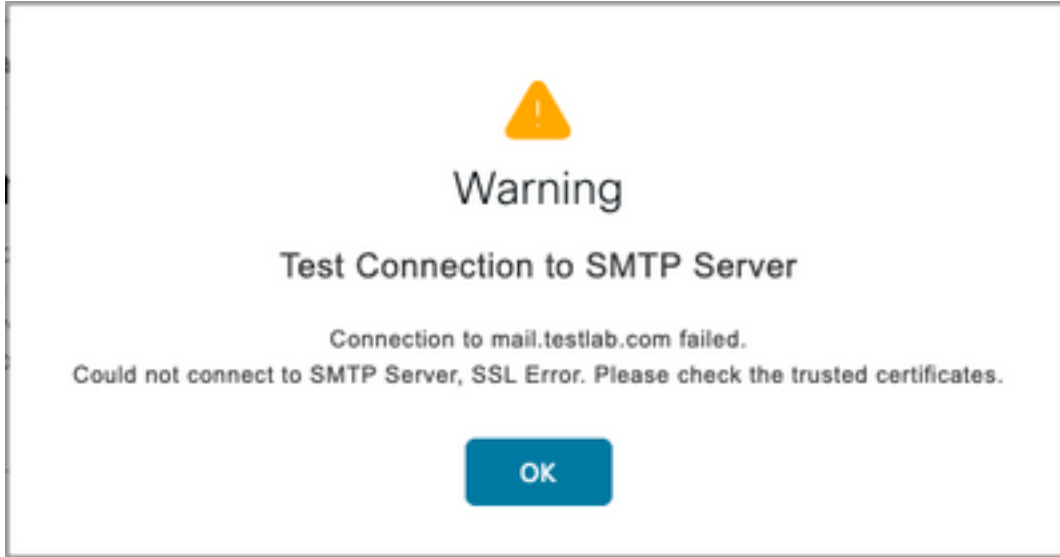 Warning
Test Connection to SMTP Server
Connection to mail.testlab.com failed.
Could not connect to SMTP Server, SSL Error. Please check the trusted certificates.
OK